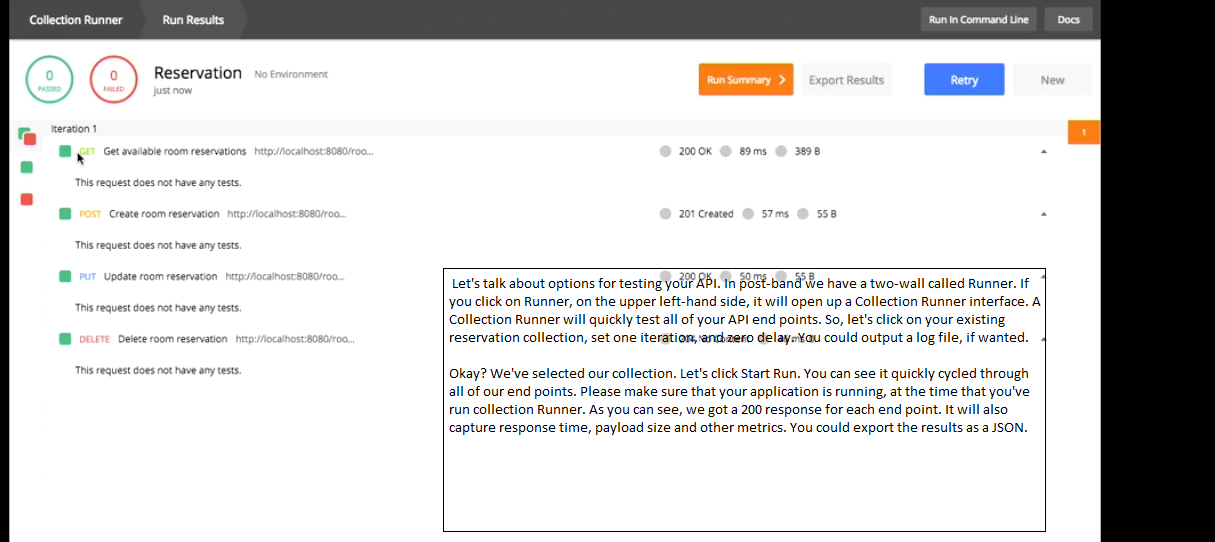 Collection Runner Run Results Run In Command Line Docs
0 PASSED 0 FAILED Reservation No Environment Run Summary Export Results Retry New
just now
Iteration 1 1
GET Get available room reservations http://localhost:8080/roo... 200 OK 89 ms 389 B
This request does not have any tests.
POST Create room reservation http://localhost:8080/roo... 201 Created 57 ms 55 B
This request does not have any tests.
PUT Update room reservation http://localhost:8080/roo... 200 OK 50 ms 55 B
This request does not have any tests.
DELETE Delete room reservation http://localhost:8080/roo...
This request does not have any tests.
Let's talk about options for testing your API. In post-band we have a two-wall called Runner. If
you click on Runner, on the upper left-hand side, it will open up a Collection Runner interface. A
Collection Runner will quickly test all of your API end points. So, let's click on your existing
reservation collection, set one iteration, and zero delay. You could output a log file, if wanted.
Okay? We've selected our collection. Let's click Start Run. You can see it quickly cycled through
all of our end points. Please make sure that your application is running, at the time that you've
run collection Runner. As you can see, we got a 200 response for each end point. It will also
capture response time, payload size and other metrics. You could export the results as a JSON.